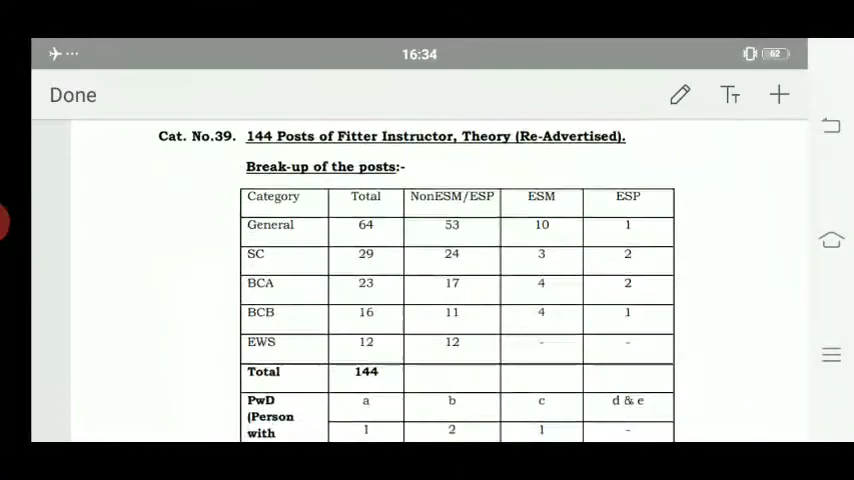 16:34
62
Done
Cat. No.39. 144 Posts of Fitter Instructor, Theory (Re-Advertised).
Break-up of the posts:-
Category Total NonESM/ESP ESM ESP
General 64 53 10 1
SC 29 24 3 2
BCA 23 17 4 2
BCB 16 11 4 1
EWS 12 12 - -
Total 144
PwD a b c d & e
(Person
with 1 2 1 -